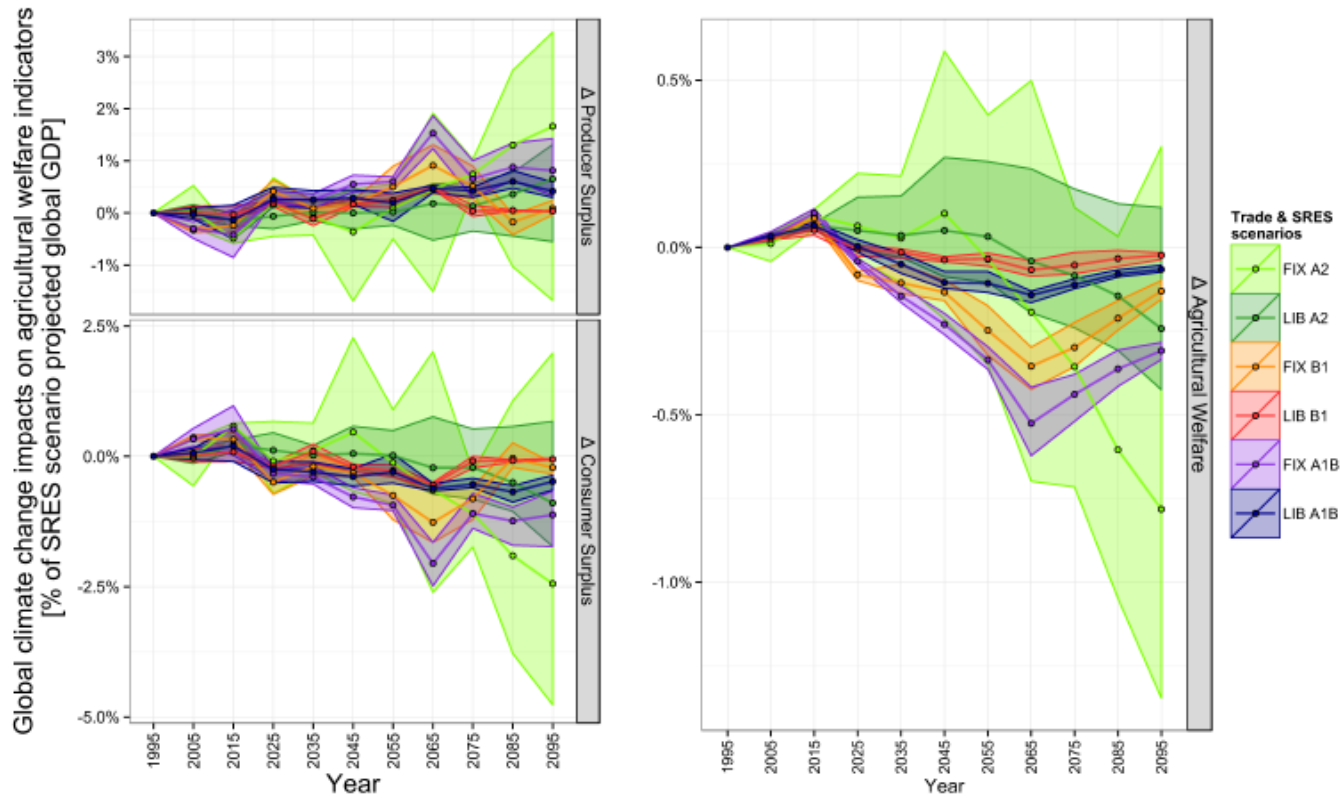 Global climate change impacts on agricultural welfare indicators
[% of SRES scenario projected global GDP]
3%
2%
1%
0%
-1%
Δ Producer Surplus
2.5%
0.0%
-2.5%
-5.0%
Δ Consumer Surplus
1995
2005
2015
2025
2035
2045
2055
2065
2075
2085
2095
Year
0.5%
0.0%
-0.5%
-1.0%
Δ Agricultural Welfare
1995
2005
2015
2025
2035
2045
2055
2065
2075
2085
2095
Year
Trade & SRES
scenarios
FIX A2
LIB A2
FIX B1
LIB B1
FIX A1B
LIB A1B